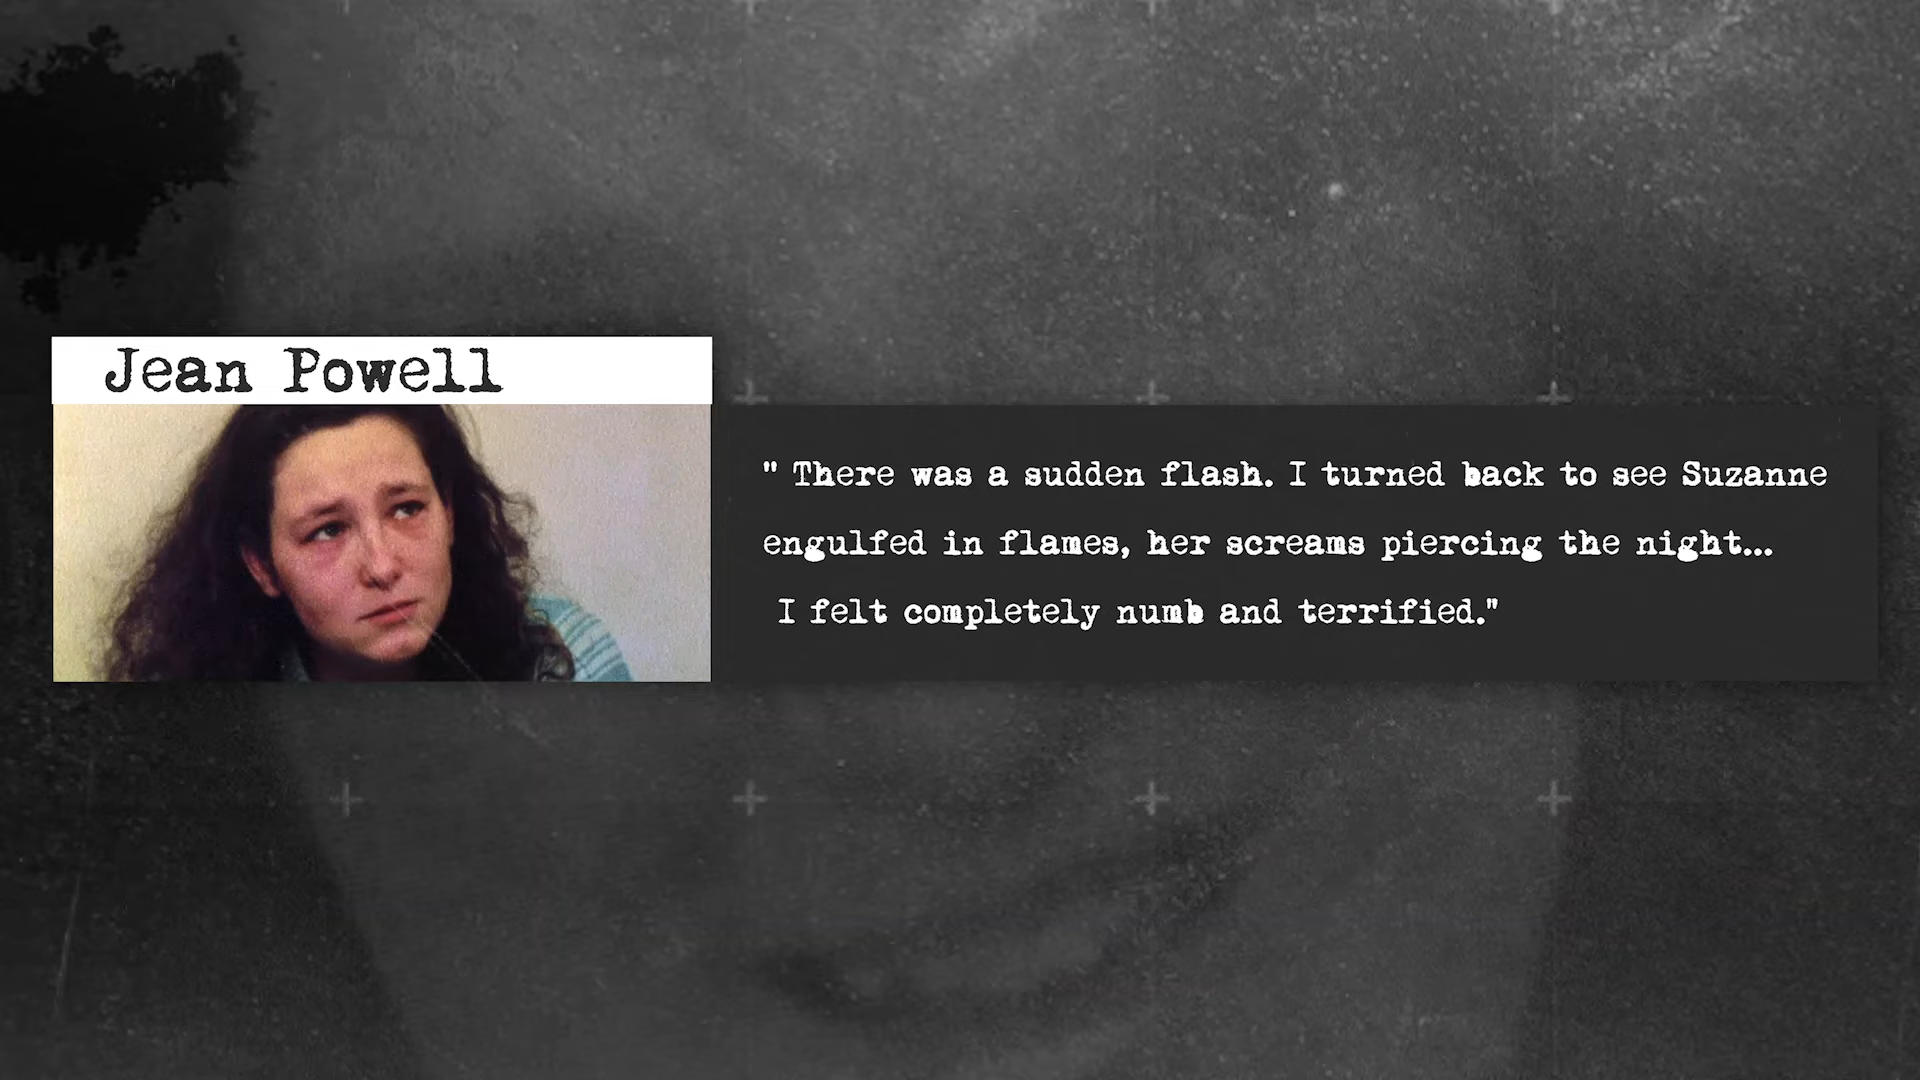 Jean Powell
" There was a sudden flash. I turned back to see Suzanne
engulfed in flames, her screams piercing the night...
I felt completely numb and terrified."